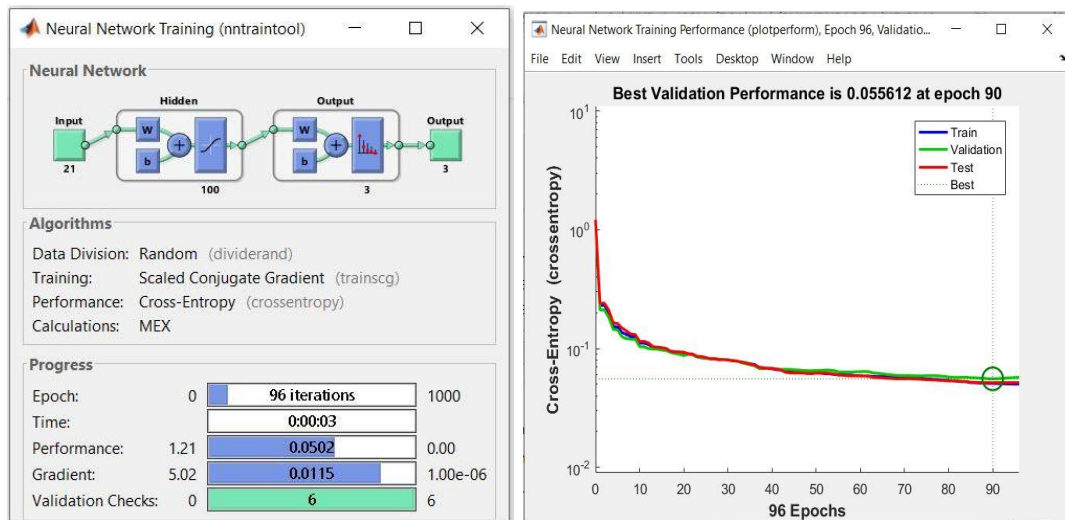 Neural Network Training (nntraintool)
Neural Network
Hidden
Output
Input
Output
W
b
+
W
b
+
21
100
3
3
Algorithms
Data Division: Random (dividerand)
Training: Scaled Conjugate Gradient (trainscg)
Performance: Cross-Entropy (crossentropy)
Calculations: MEX
Progress
Epoch: 0 96 iterations 1000
Time: 0:00:03
Performance: 1.21 0.0502 0.00
Gradient: 5.02 0.0115 1.00e-06
Validation Checks: 0 6 6
Neural Network Training Performance (plotperform), Epoch 96, Validatio...
File Edit View Insert Tools Desktop Window Help
Best Validation Performance is 0.055612 at epoch 90
Train
Validation
Test
Best
Cross-Entropy (crossentropy)
10^1
10^0
10^-1
10^-2
0 10 20 30 40 50 60 70 80 90
96 Epochs